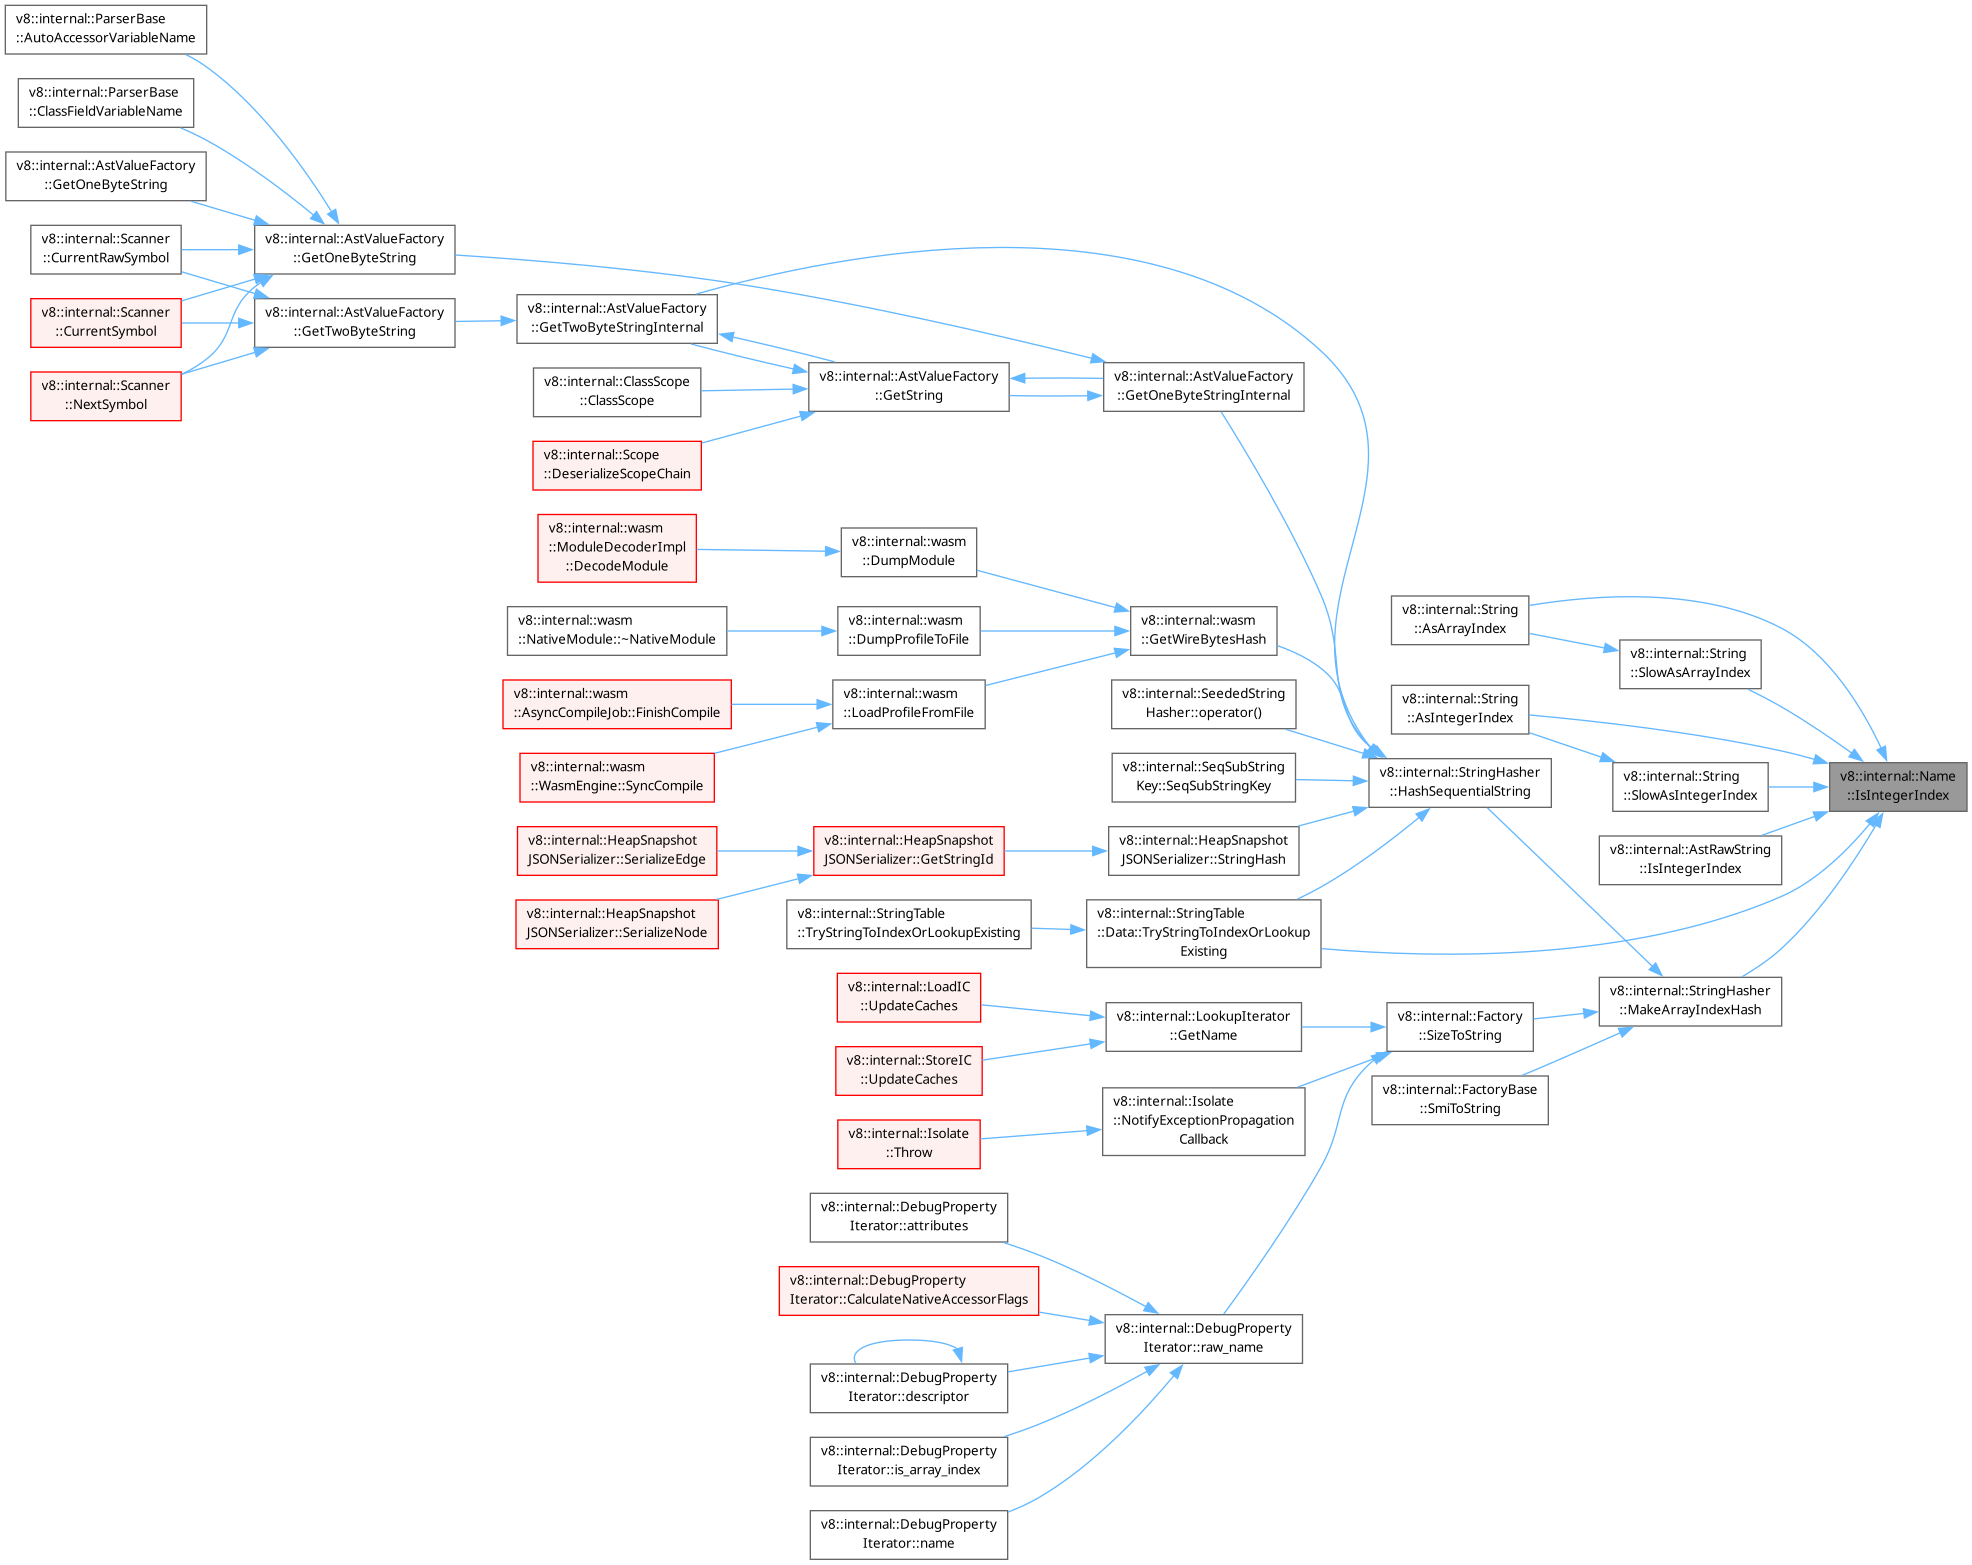 v8::internal::ParserBase
::AutoAccessorVariableName
v8::internal::ParserBase
::ClassFieldVariableName
v8::internal::AstValueFactory
::GetOneByteString
v8::internal::Scanner
::CurrentRawSymbol
v8::internal::Scanner
::CurrentSymbol
v8::internal::Scanner
::NextSymbol
v8::internal::AstValueFactory
::GetOneByteString
v8::internal::AstValueFactory
::GetTwoByteString
v8::internal::AstValueFactory
::GetTwoByteStringInternal
v8::internal::ClassScope
::ClassScope
v8::internal::Scope
::DeserializeScopeChain
v8::internal::wasm
::ModuleDecoderImpl
::DecodeModule
v8::internal::wasm
::NativeModule::~NativeModule
v8::internal::wasm
::AsyncCompileJob::FinishCompile
v8::internal::wasm
::WasmEngine::SyncCompile
v8::internal::HeapSnapshot
JSONSerializer::SerializeEdge
v8::internal::HeapSnapshot
JSONSerializer::SerializeNode
v8::internal::AstValueFactory
::GetString
v8::internal::wasm
::DumpModule
v8::internal::wasm
::DumpProfileToFile
v8::internal::wasm
::LoadProfileFromFile
v8::internal::HeapSnapshot
JSONSerializer::GetStringId
v8::internal::StringTable
::TryStringToIndexOrLookupExisting
v8::internal::LoadIC
::UpdateCaches
v8::internal::StoreIC
::UpdateCaches
v8::internal::Isolate
::Throw
v8::internal::DebugProperty
Iterator::attributes
v8::internal::DebugProperty
Iterator::CalculateNativeAccessorFlags
v8::internal::DebugProperty
Iterator::descriptor
v8::internal::DebugProperty
Iterator::is_array_index
v8::internal::DebugProperty
Iterator::name
v8::internal::AstValueFactory
::GetOneByteStringInternal
v8::internal::wasm
::GetWireBytesHash
v8::internal::SeededString
Hasher::operator()
v8::internal::SeqSubString
Key::SeqSubStringKey
v8::internal::HeapSnapshot
JSONSerializer::StringHash
v8::internal::StringTable
::Data::TryStringToIndexOrLookup
Existing
v8::internal::LookupIterator
::GetName
v8::internal::Isolate
::NotifyExceptionPropagation
Callback
v8::internal::DebugProperty
Iterator::raw_name
v8::internal::String
::AsArrayIndex
v8::internal::String
::AsIntegerIndex
v8::internal::StringHasher
::HashSequentialString
v8::internal::Factory
::SizeToString
v8::internal::FactoryBase
::SmiToString
v8::internal::String
::SlowAsArrayIndex
v8::internal::String
::SlowAsIntegerIndex
v8::internal::AstRawString
::IsIntegerIndex
v8::internal::StringHasher
::MakeArrayIndexHash
v8::internal::Name
::IsIntegerIndex